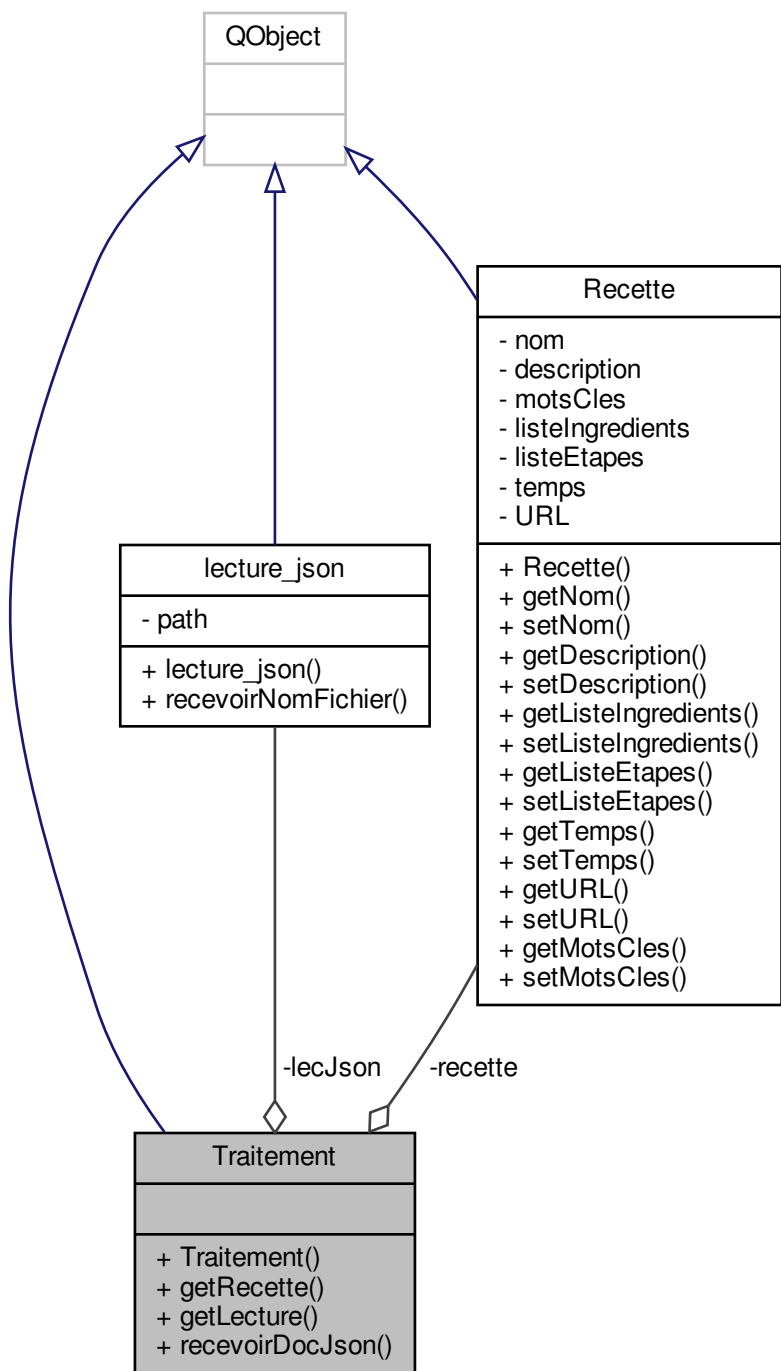 QObject
Recette
- nom
- description
- motsCles
- listeIngredients
- listeEtapes
- temps
- URL
+ Recette()
+ getNom()
+ setNom()
+ getDescription()
+ setDescription()
+ getListeIngredients()
+ setListeIngredients()
+ getListeEtapes()
+ setListeEtapes()
+ getTemps()
+ setTemps()
+ getURL()
+ setURL()
+ getMotsCles()
+ setMotsCles()
lecture_json
- path
+ lecture_json()
+ recevoirNomFichier()
-lecJson
-recette
Traitement
+ Traitement()
+ getRecette()
+ getLecture()
+ recevoirDocJson()